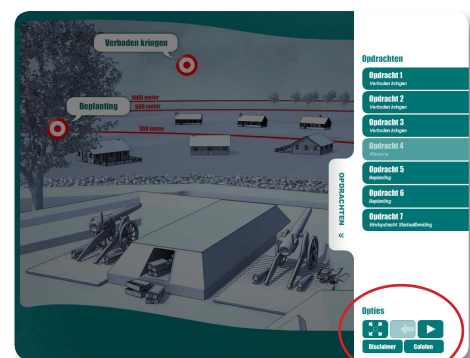 Verboden kringen
Beplanting
1000 meter
600 meter
300 meter
OPDRACHTEN
«
Opdrachten
Opdracht 1
Verboden kringen
Opdracht 2
Verboden kringen
Opdracht 3
Verboden kringen
Opdracht 4
Opdracht 5
Beplanting
Opdracht 6
Beplanting
Opdracht 7
Eindopdracht Stadsuitbreiding
Opties
Disclaimer
Colofon